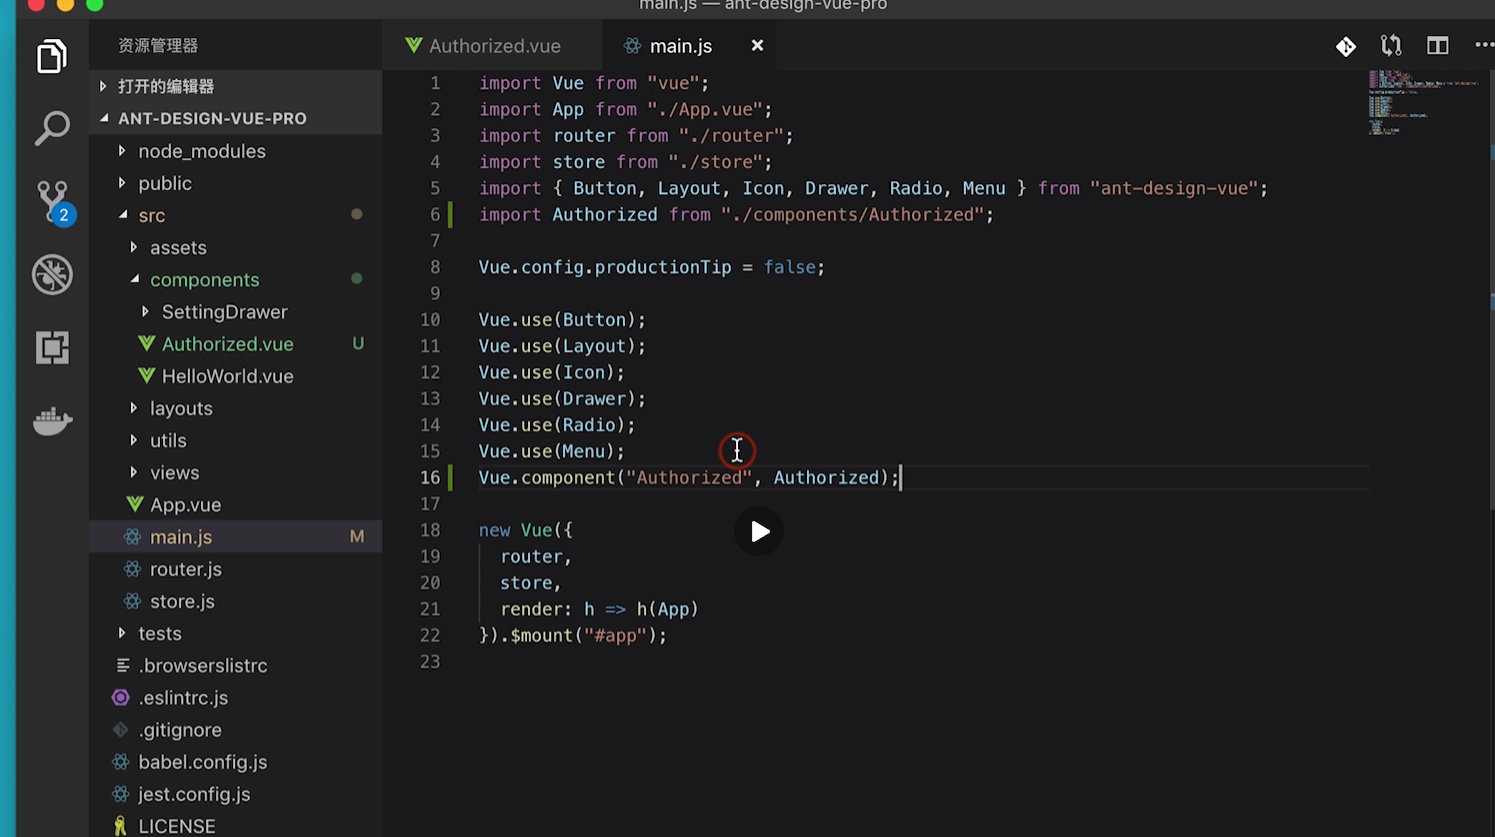 main.js — ant-design-vue-pro
资源管理器
打开的编辑器
ANT-DESIGN-VUE-PRO
node_modules
public
src
assets
components
SettingDrawer
Authorized.vue U
HelloWorld.vue
layouts
utils
views
App.vue
main.js M
router.js
store.js
tests
.browserslistrc
.eslintrc.js
.gitignore
babel.config.js
jest.config.js
LICENSE
2
Authorized.vue
main.js
1 import Vue from "vue";
2 import App from "./App.vue";
3 import router from "./router";
4 import store from "./store";
5 import { Button, Layout, Icon, Drawer, Radio, Menu } from "ant-design-vue";
6 import Authorized from "./components/Authorized";
7
8 Vue.config.productionTip = false;
9
10 Vue.use(Button);
11 Vue.use(Layout);
12 Vue.use(Icon);
13 Vue.use(Drawer);
14 Vue.use(Radio);
15 Vue.use(Menu);
16 Vue.component("Authorized", Authorized);
17
18 new Vue({
19 router,
20 store,
21 render: h => h(App)
22 }).$mount("#app");
23